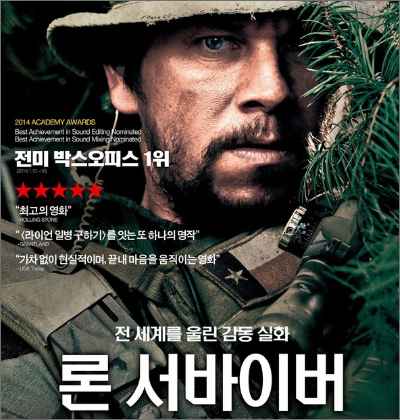 2014 ACADEMY AWARDS
Best Achievement in Sound Editing Nominated
Best Achievement in Sound Mixing Nominated
전미 박스오피스 1위
★★★★★
"최고의 영화"
-ROLLING STONE
"<라이언 일병 구하기>를 잇는 또 하나의 명작"
-GRANTLAND
"가차 없이 현실적이며, 끝내 마음을 움직이는 영화"
-USA Today
전 세계를 울린 감동 실화
론 서바이버